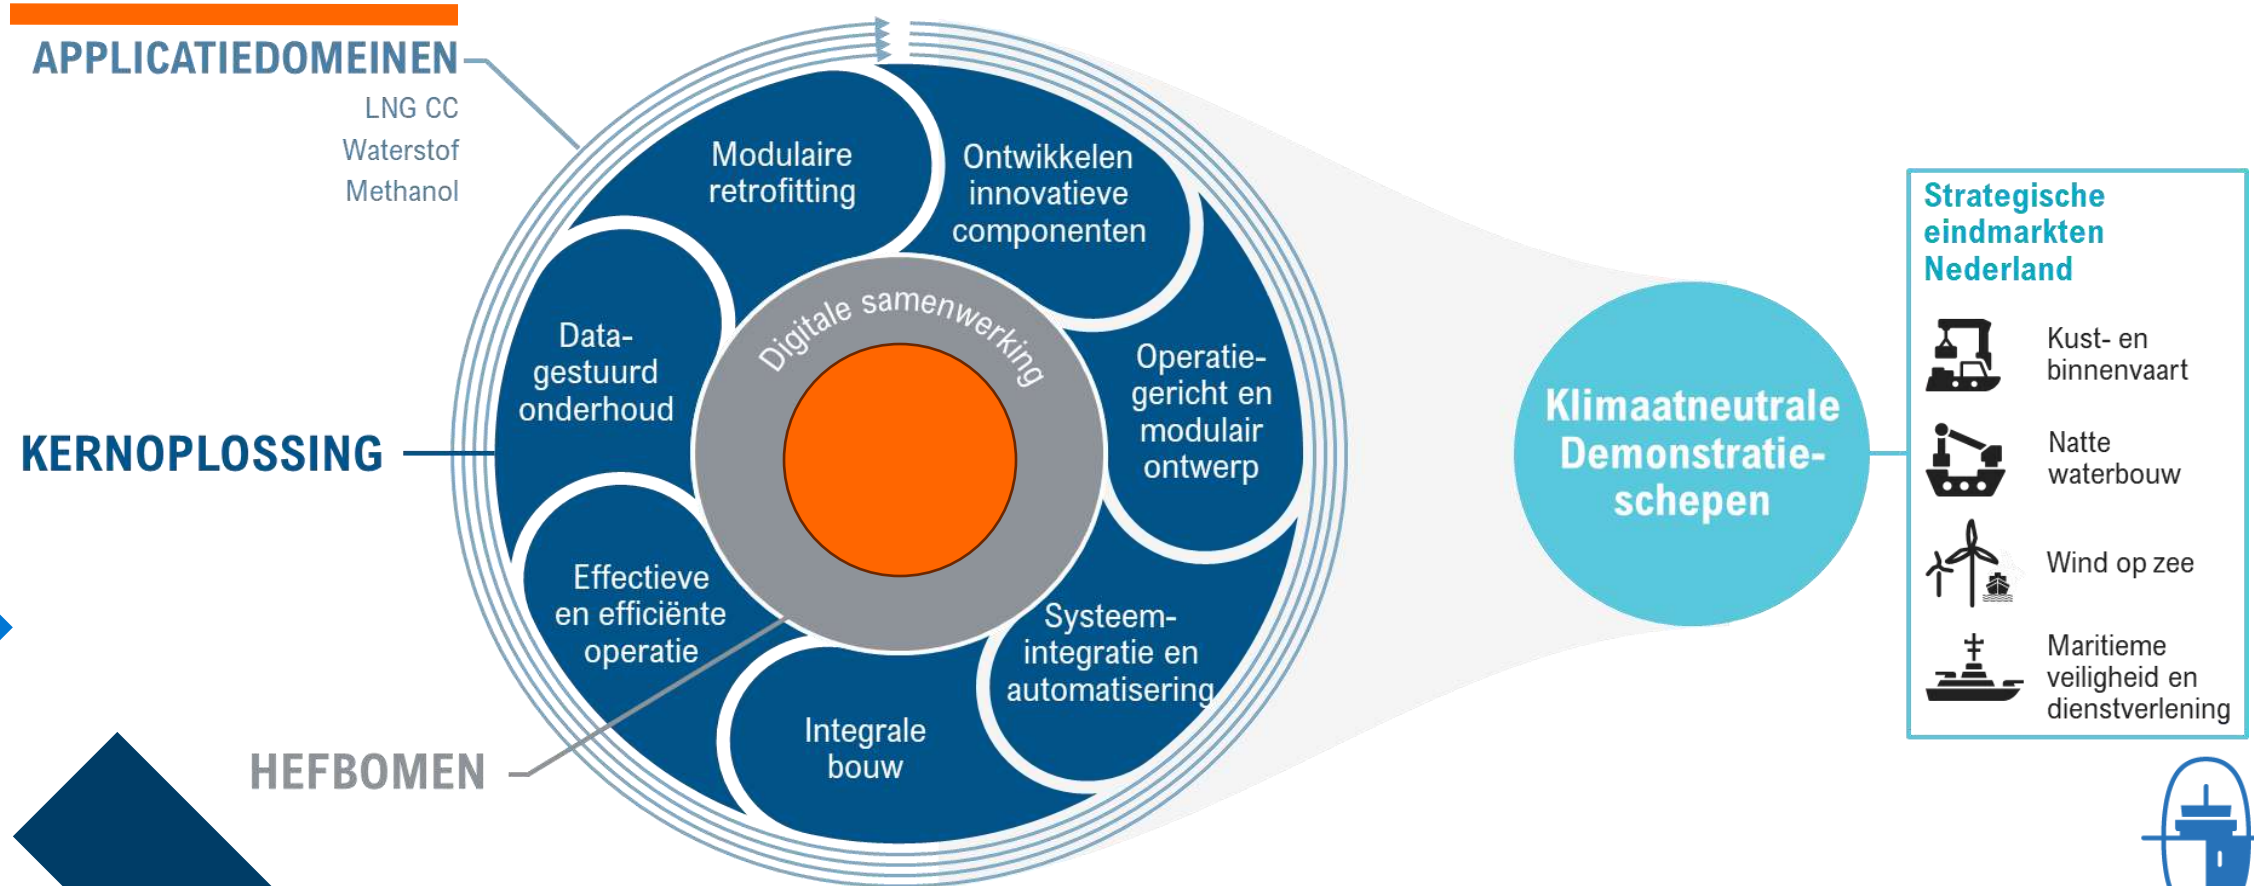 APPLICATIEDOMEINEN
LNG CC
Waterstof
Methanol
KERNOPLOSSING
HEFBOMEN
Modulaire
retrofitting
Ontwikkelen
innovatieve
componenten
Operatie-
gericht en
modulair
ontwerp
Systeem-
integratie en
automatisering
Integrale
bouw
Effectieve
en efficiënte
operatie
Data-
gestuurd
onderhoud
Digitale samenwerking
Klimaatneutrale
Demonstratie-
schepen
Strategische
eindmarkten
Nederland
Kust- en
binnenvaart
Natte
waterbouw
Wind op zee
Maritieme
veiligheid en
dienstverlening